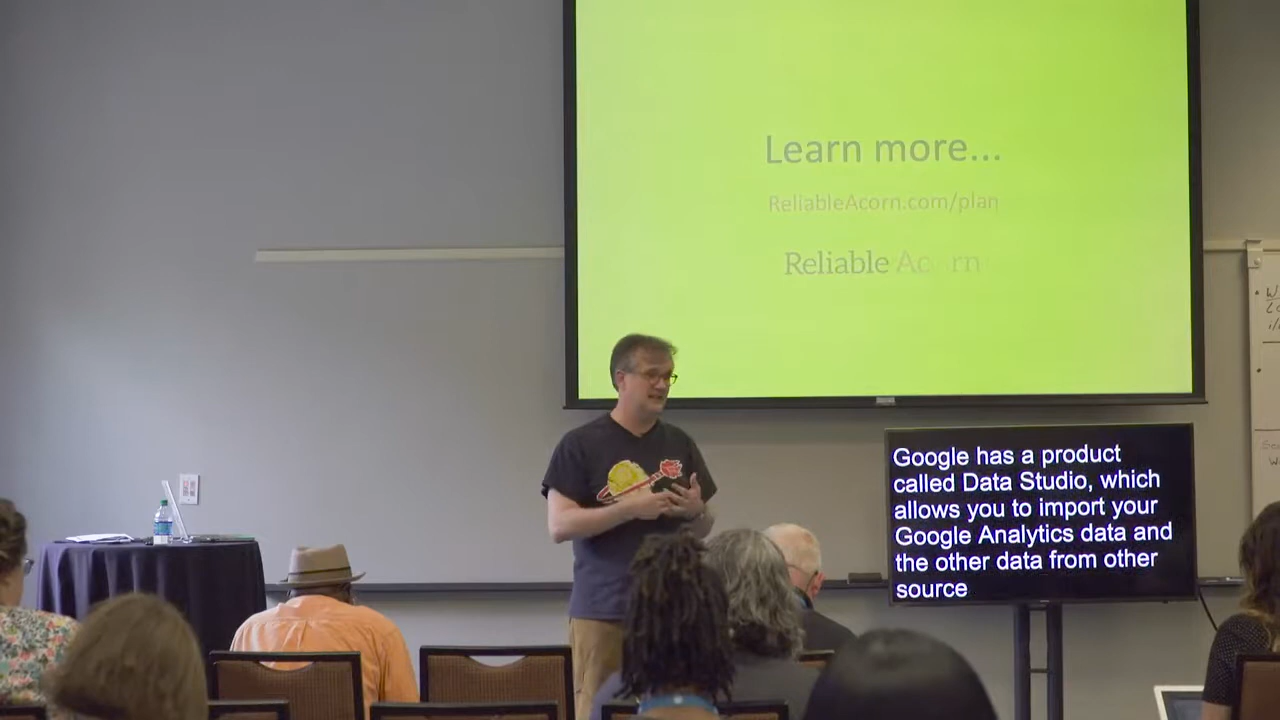 Learn more...
ReliableAcorn.com/plan
Reliable Acorn
Google has a product
called Data Studio, which
allows you to import your
Google Analytics data and
the other data from other
source